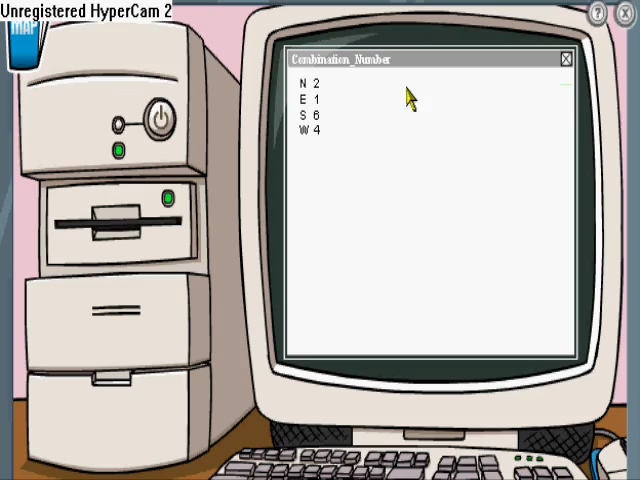 Unregistered HyperCam 2
MAP
?
X
Combination_Number
N 2
E 1
S 6
W 4